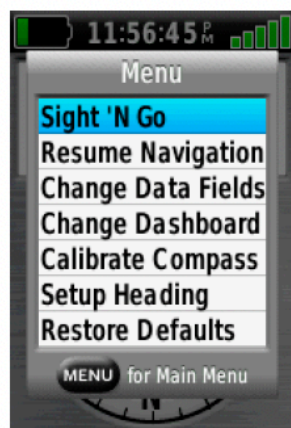 11:56:45 PM
Menu
Sight 'N Go
Resume Navigation
Change Data Fields
Change Dashboard
Calibrate Compass
Setup Heading
Restore Defaults
MENU for Main Menu
N